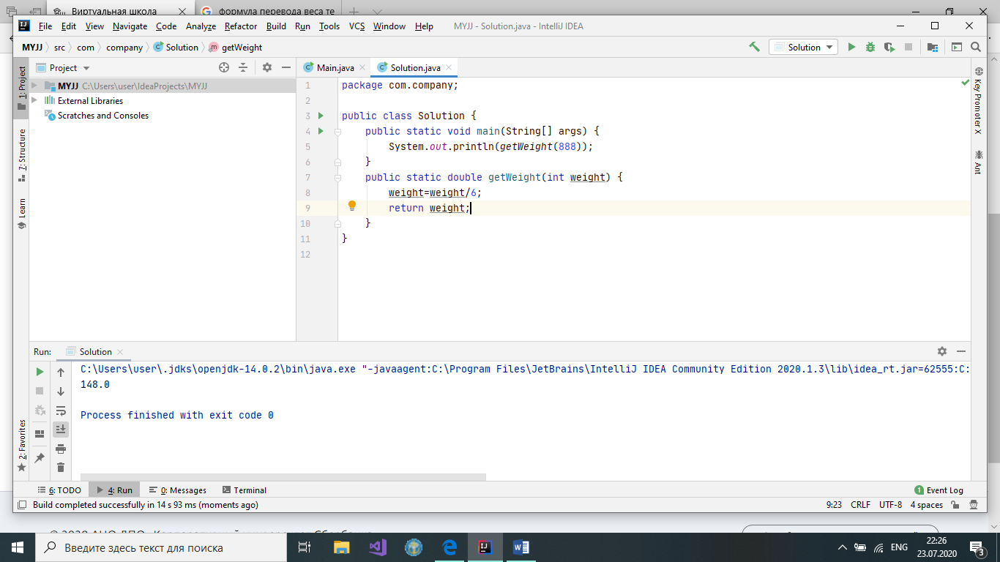 Виртуальная школа
формула перевода веса те
File Edit View Navigate Code Analyze Refactor Build Run Tools VCS Window Help MYJJ - Solution.java - IntelliJ IDEA
MYJJ src com company Solution getWeight Solution
Project Main.java Solution.java
MYJJ C:\Users\user\IdeaProjects\MYJJ
External Libraries
Scratches and Consoles
1: Project
7: Structure
Learn
2: Favorites
1 package com.company;
2
3 public class Solution {
4 public static void main(String[] args) {
5 System.out.println(getWeight(888));
6 }
7 public static double getWeight(int weight) {
8 weight=weight/6;
9 return weight;
10 }
11 }
12
Key Promoter X
Ant
Run: Solution
C:\Users\user\.jdks\openjdk-14.0.2\bin\java.exe "-javaagent:C:\Program Files\JetBrains\IntelliJ IDEA Community Edition 2020.1.3\lib\idea_rt.jar=62555:C:
148.0
Process finished with exit code 0
6: TODO 4: Run 0: Messages Terminal Event Log 1
Build completed successfully in 14 s 93 ms (moments ago) 9:23 CRLF UTF-8 4 spaces
Введите здесь текст для поиска
ENG
22:26
23.07.2020
3